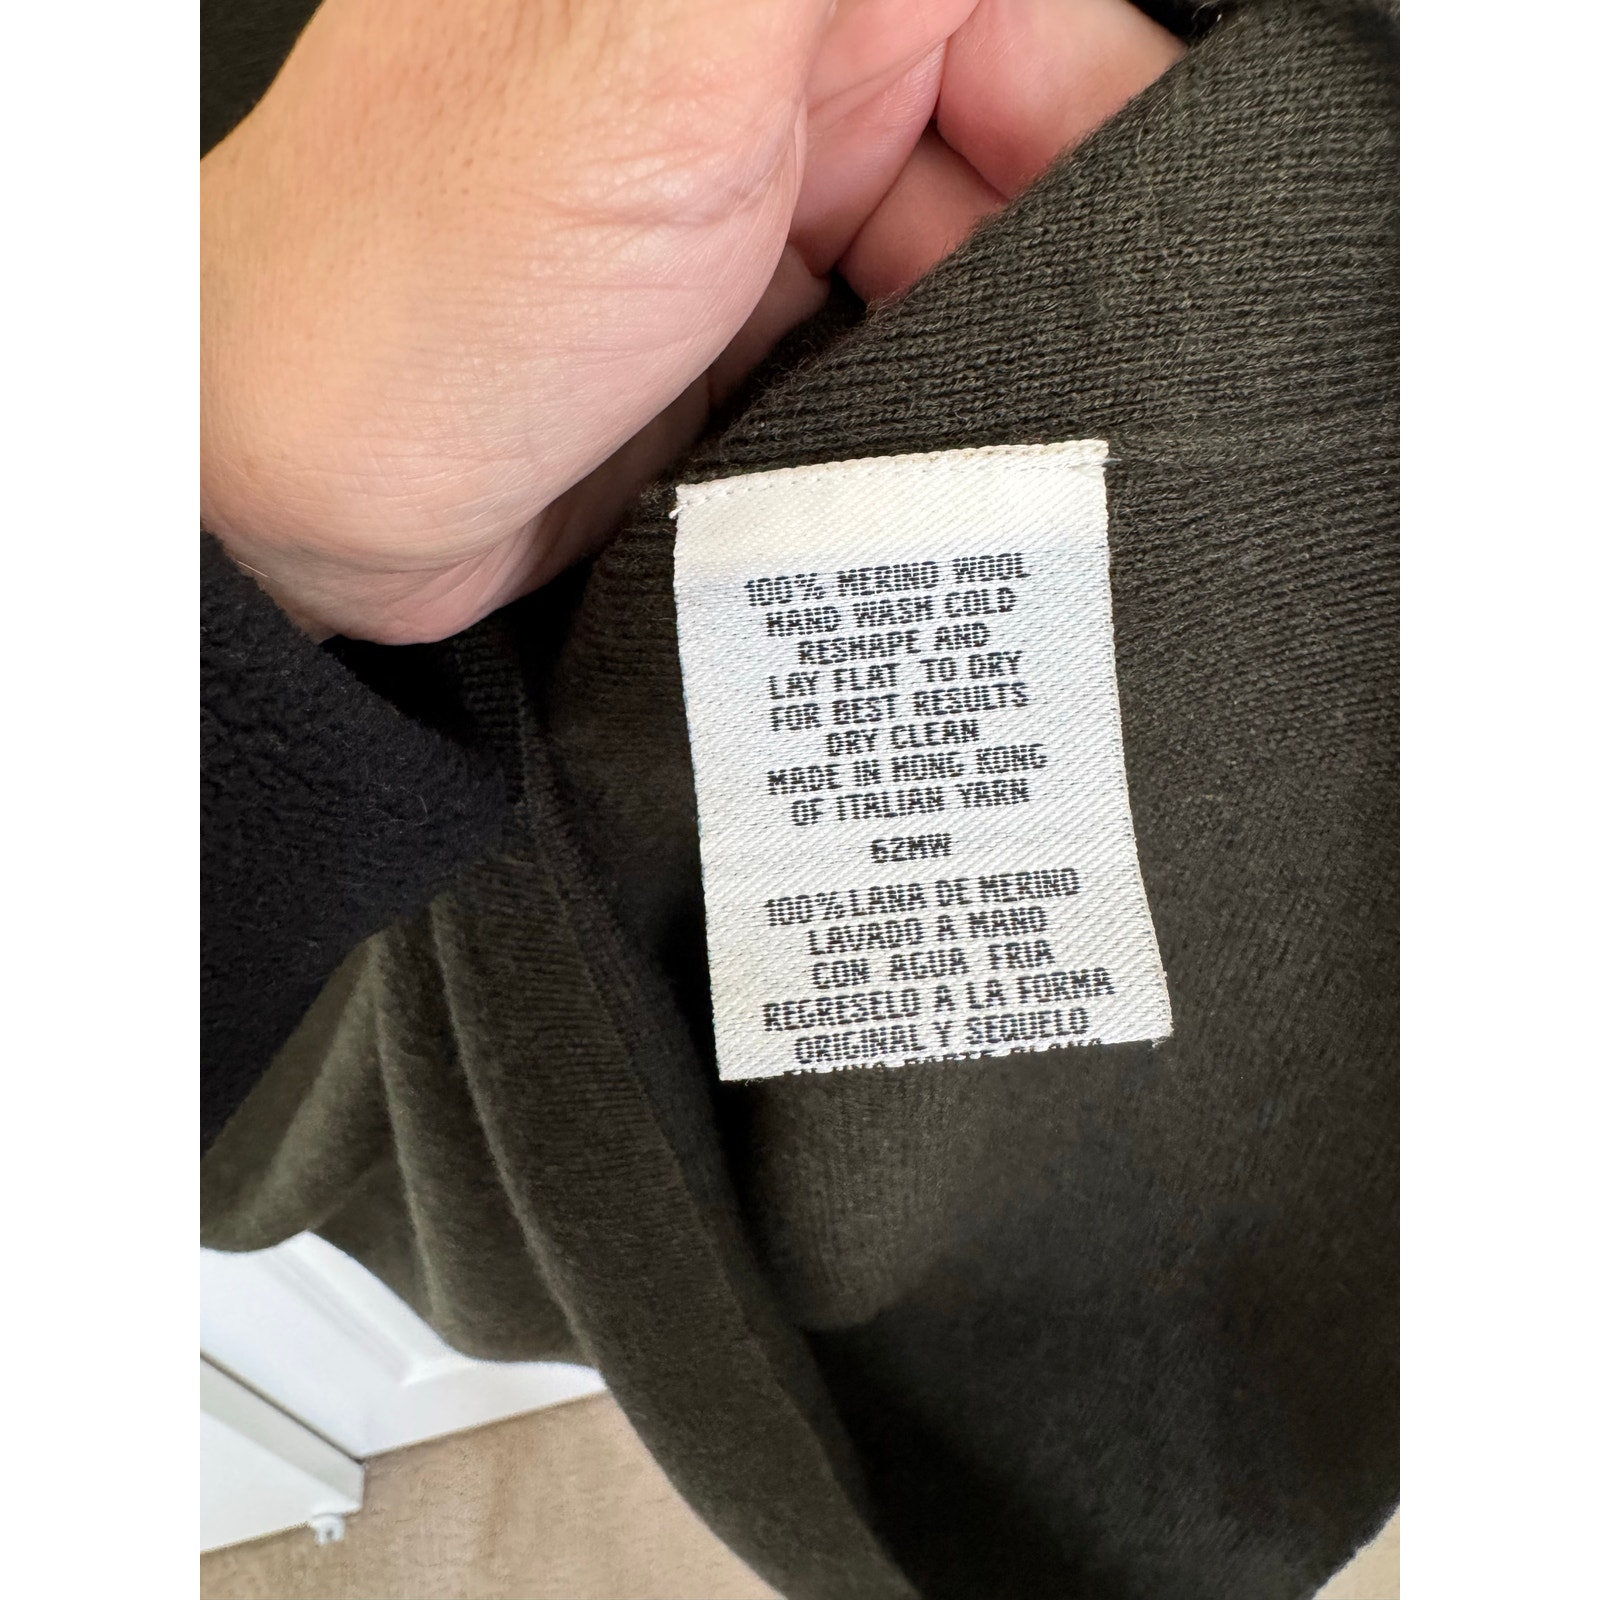 100% MERINO WOOL
HAND WASH COLD
RESHAPE AND
LAY FLAT TO DRY
FOR BEST RESULTS
DRY CLEAN
MADE IN HONG KONG
OF ITALIAN YARN
62MW
100% LANA DE MERINO
LAVADO A MANO
CON AGUA FRIA
REGRESELO A LA FORMA
ORIGINAL Y SEQUELO